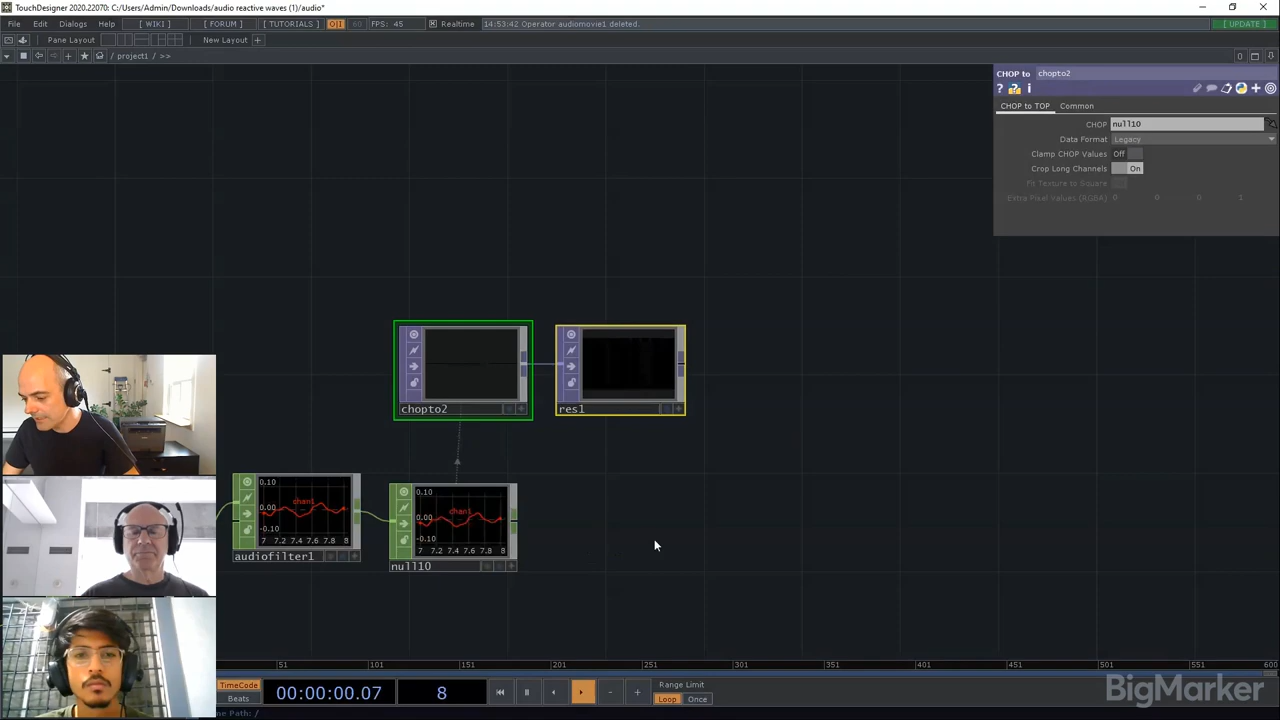 TouchDesigner 2020.22070: C:/Users/Admin/Downloads/audio reactive waves (1)/audio*
File Edit Dialogs Help [ WIKI ] [ FORUM ] [ TUTORIALS ] O|I 60 FPS: 45 Realtime 14:53:42 Operator audiomovie1 deleted. [ UPDATE ]
Pane Layout New Layout +
/ project1 / >> 0
CHOP to chopto2
? ? i
CHOP to TOP Common
CHOP null10
Data Format Legacy
Clamp CHOP Values Off
Crop Long Channels On
Fit Texture to Square
Extra Pixel Values (RGBA) 0 0 0 1
chopto2
res1
0.10
0.00
-0.10
chan1
7 7.2 7.4 7.6 7.8 8
audiofilter1
0.10
0.00
-0.10
chan1
7 7.2 7.4 7.6 7.8 8
null10
51 101 151 201 251 301 351 401 451 501 551 600
TimeCode
Beats
00:00:00.07
8
Range Limit
Loop Once
BigMarker